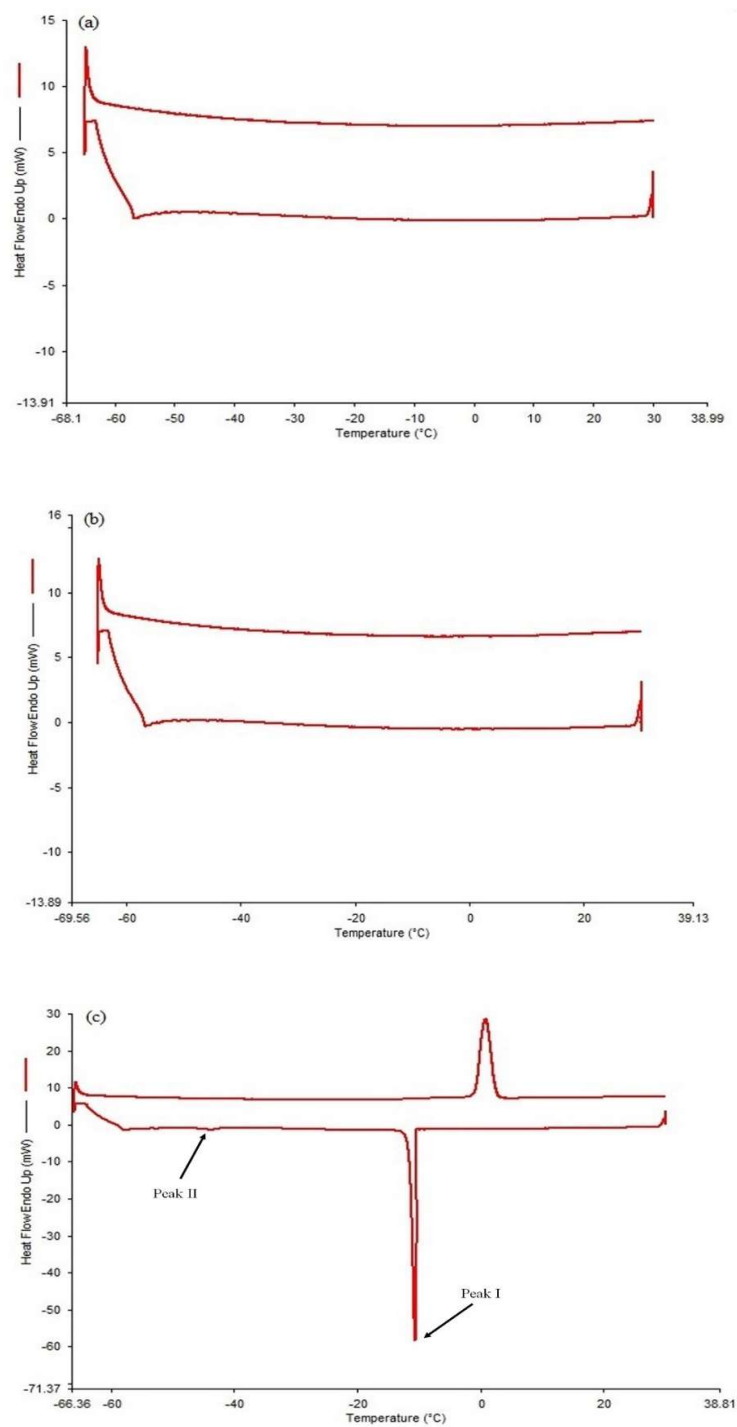 (a)
15
10
5
0
-5
-10
-13.91
Heat Flow Endo Up (mW)
-68.1 -60 -50 -40 -30 -20 -10 0 10 20 30 38.99
Temperature (°C)
(b)
16
10
5
0
-5
-10
-13.89
Heat Flow Endo Up (mW)
-69.56 -60 -40 -20 0 20 39.13
Temperature (°C)
(c)
30
20
10
0
-10
-20
-30
-40
-50
-60
-71.37
Heat Flow Endo Up (mW)
Peak II
Peak I
-66.36 -60 -40 -20 0 20 38.81
Temperature (°C)